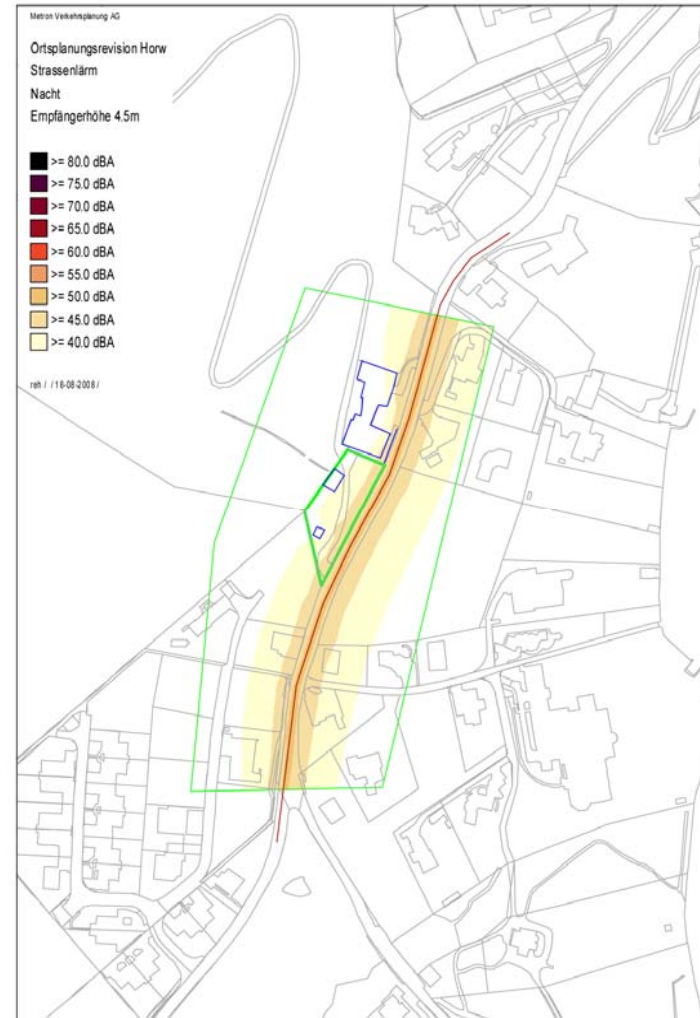 Metron Verkehrsplanung AG
Ortsplanungsrevision Horw
Strassenlärm
Nacht
Empfängerhöhe 4.5m
>= 80.0 dBA
>= 75.0 dBA
>= 70.0 dBA
>= 65.0 dBA
>= 60.0 dBA
>= 55.0 dBA
>= 50.0 dBA
>= 45.0 dBA
>= 40.0 dBA
reh / / 18-08-2008 /